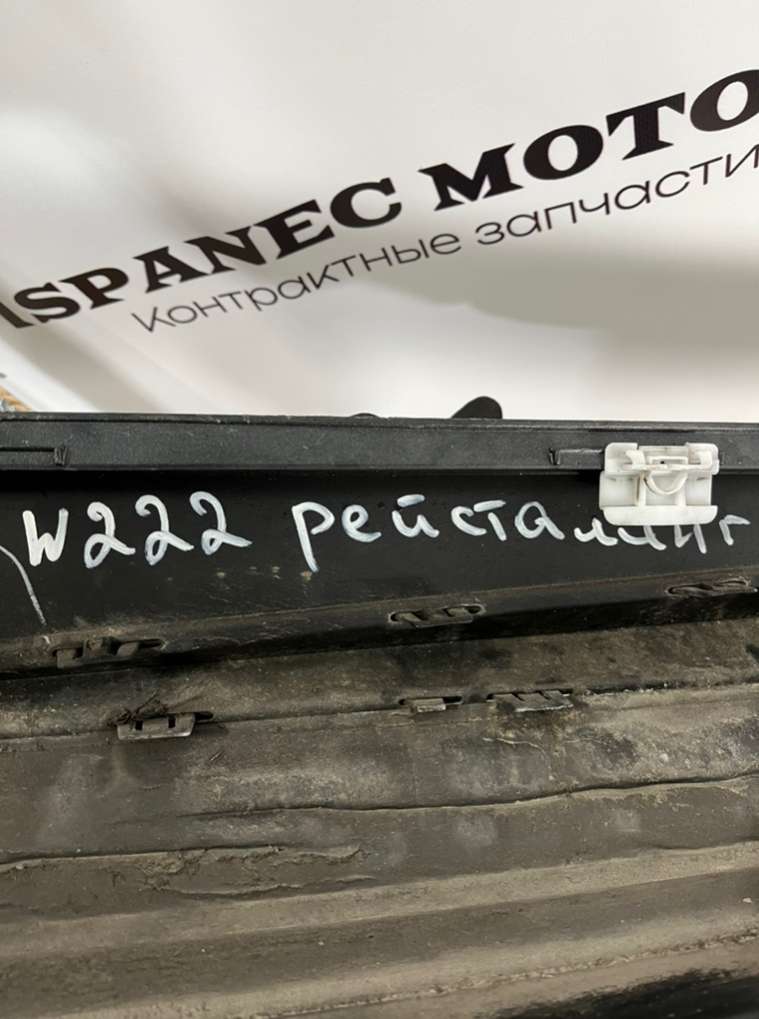 ISPANEC MOTO
Контрактные запчасти
W222 рейсталинг